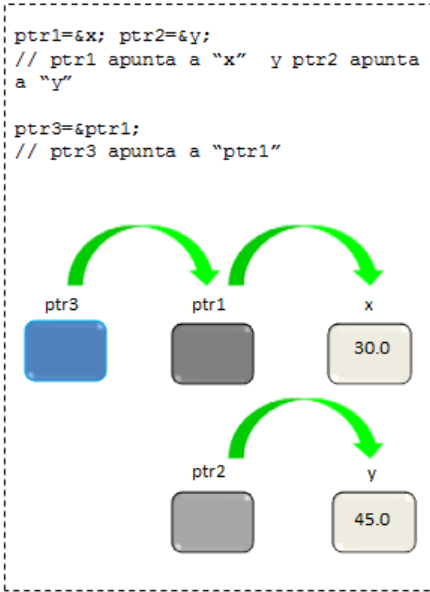 ptr1=&x; ptr2=&y;
// ptr1 apunta a “x”  y ptr2 apunta
a “y”
ptr3=&ptr1;
// ptr3 apunta a “ptr1”
ptr3 ptr1 x
30.0
ptr2 y
45.0